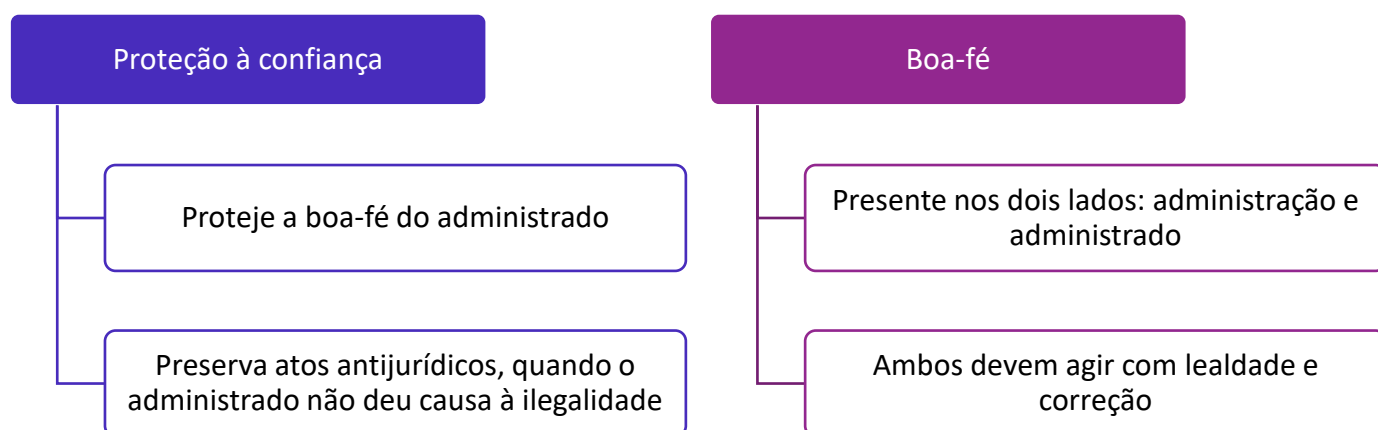 Proteção à confiança
Proteje a boa-fé do administrado
Preserva atos antijurídicos, quando o
administrado não deu causa à ilegalidade
Boa-fé
Presente nos dois lados: administração e
administrado
Ambos devem agir com lealdade e
correção